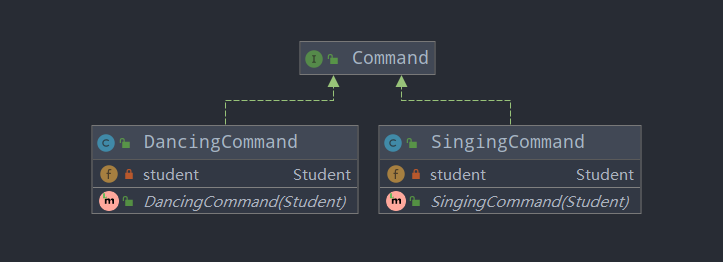 I Command
C DancingCommand
f student Student
m DancingCommand(Student)
C SingingCommand
f student Student
m SingingCommand(Student)